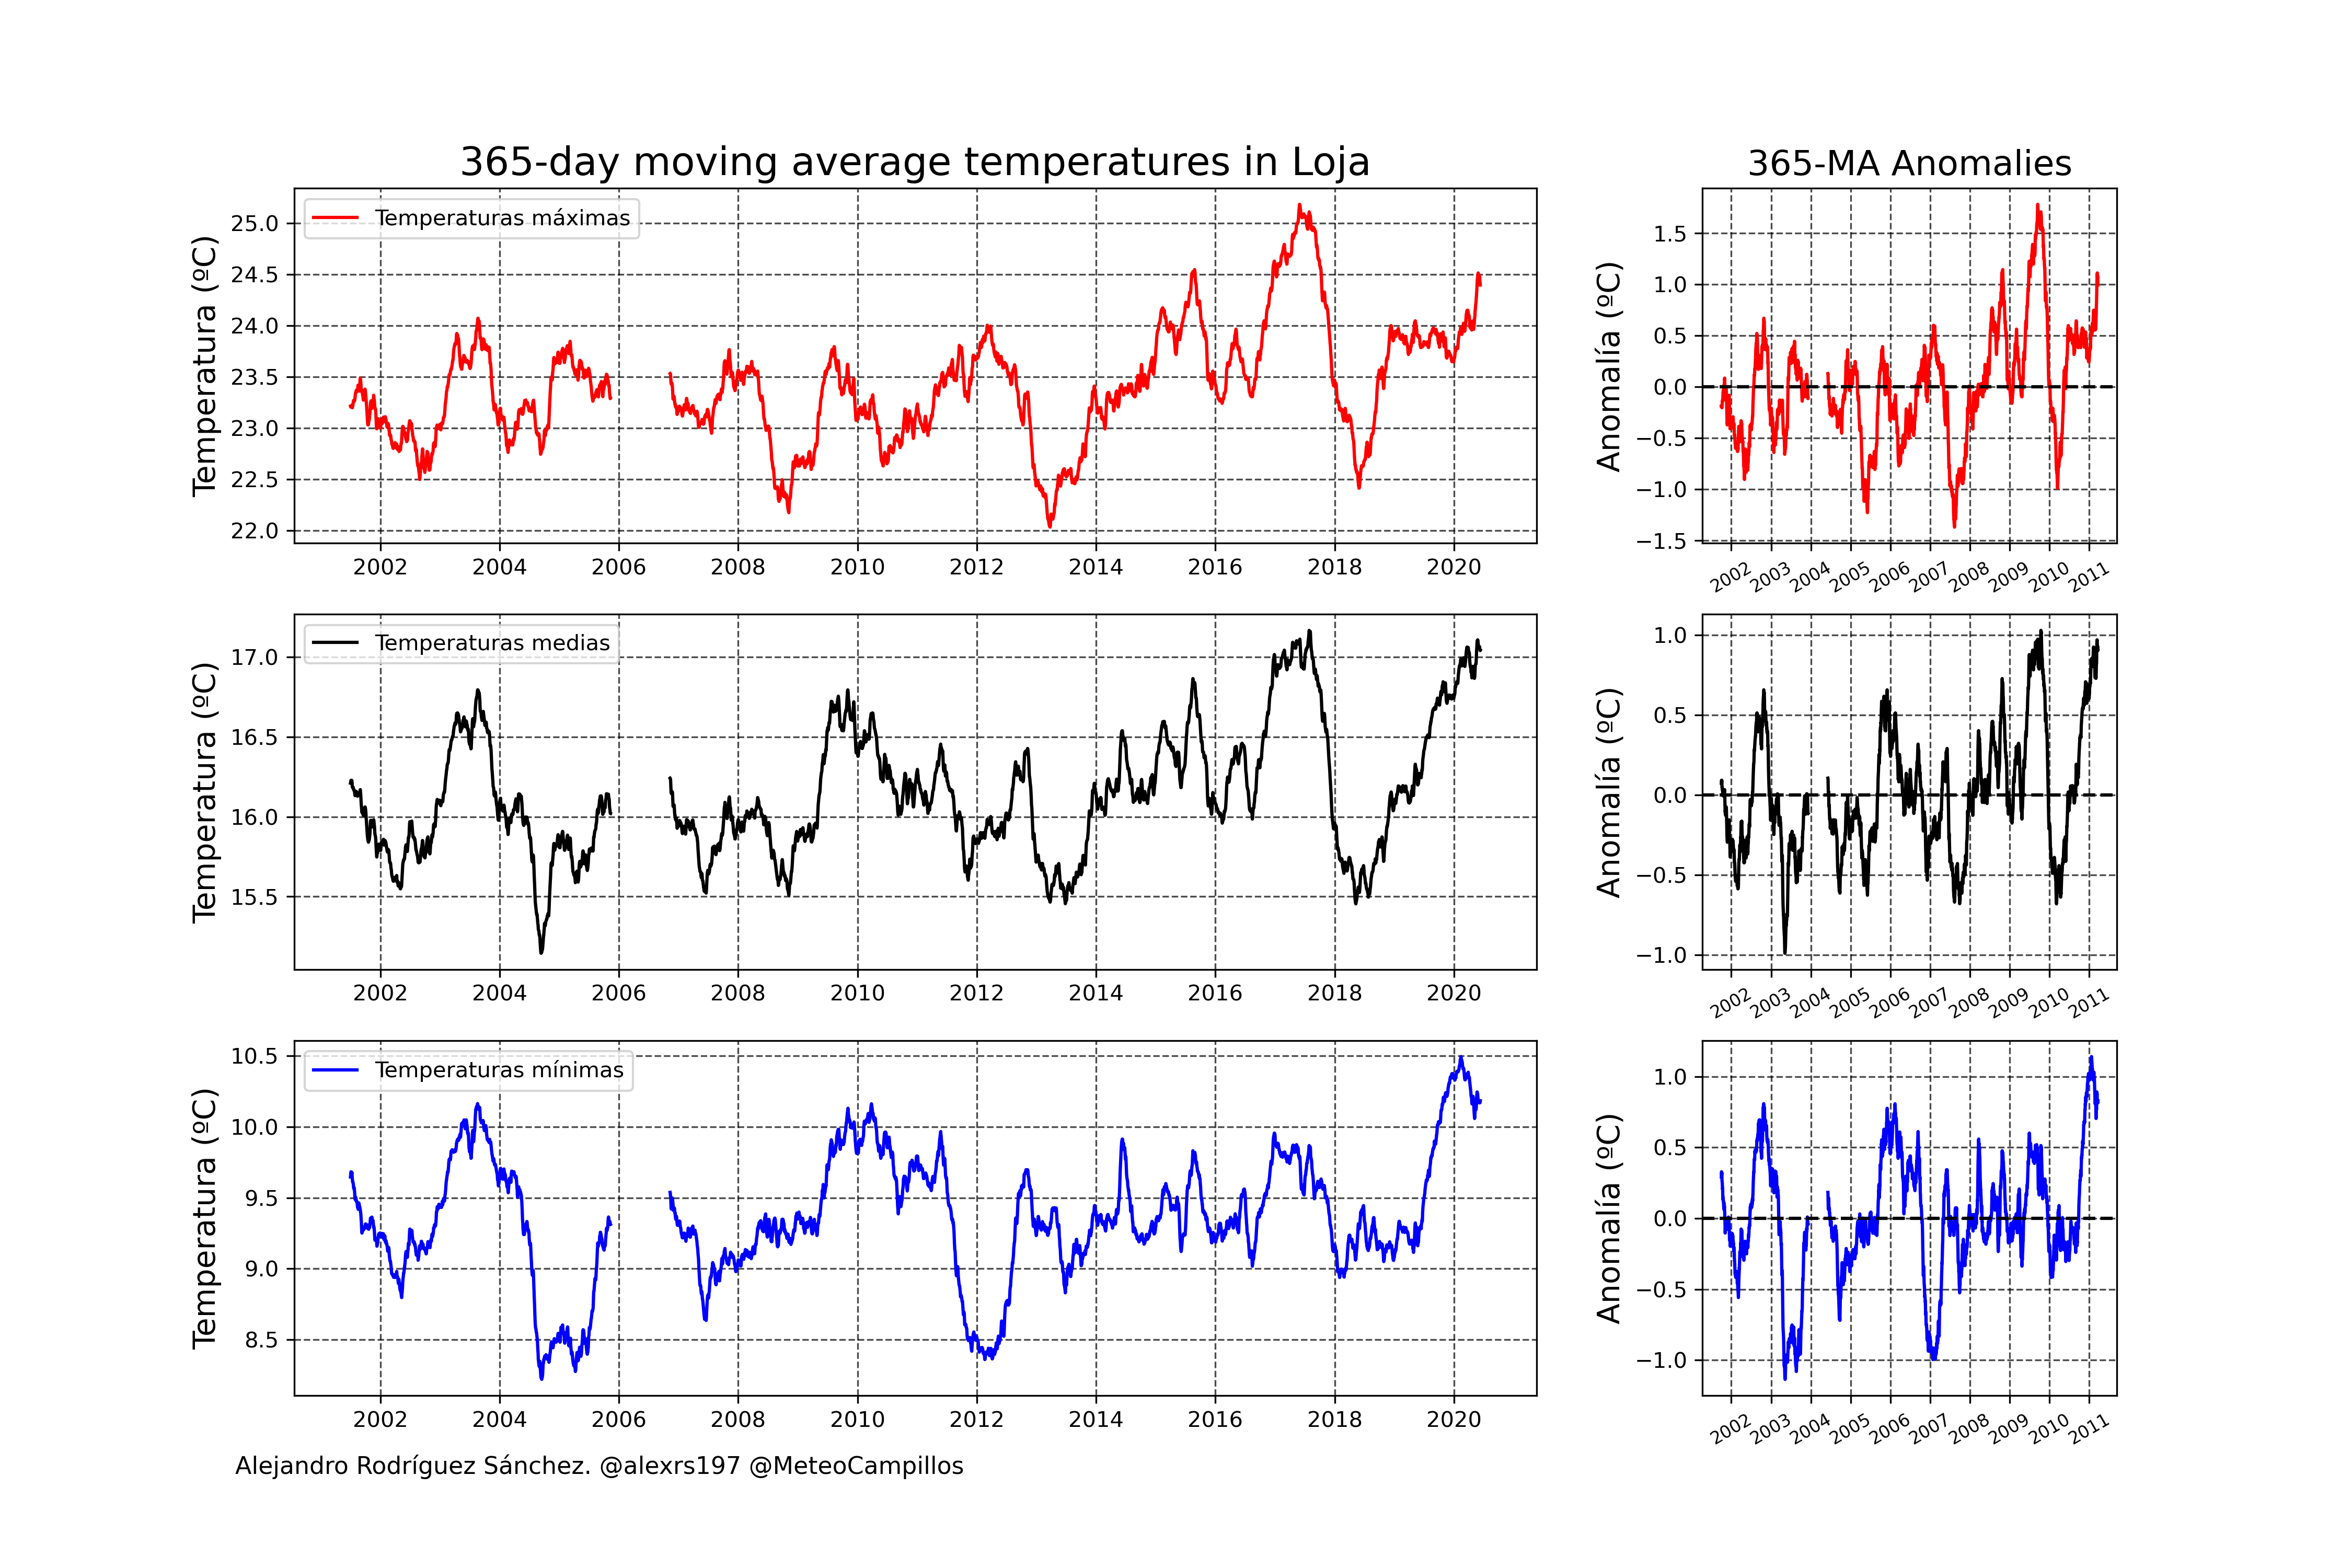 365-day moving average temperatures in Loja
365-MA Anomalies
Temperatura (ºC)
25.0
24.5
24.0
23.5
23.0
22.5
22.0
Temperaturas máximas
2002 2004 2006 2008 2010 2012 2014 2016 2018 2020
Anomalía (ºC)
1.5
1.0
0.5
0.0
−0.5
−1.0
−1.5
2002 2003 2004 2005 2006 2007 2008 2009 2010 2011
Temperatura (ºC)
17.0
16.5
16.0
15.5
Temperaturas medias
2002 2004 2006 2008 2010 2012 2014 2016 2018 2020
Anomalía (ºC)
1.0
0.5
0.0
−0.5
−1.0
2002 2003 2004 2005 2006 2007 2008 2009 2010 2011
Temperatura (ºC)
10.5
10.0
9.5
9.0
8.5
Temperaturas mínimas
2002 2004 2006 2008 2010 2012 2014 2016 2018 2020
Anomalía (ºC)
1.0
0.5
0.0
−0.5
−1.0
2002 2003 2004 2005 2006 2007 2008 2009 2010 2011
Alejandro Rodríguez Sánchez. @alexrs197 @MeteoCampillos